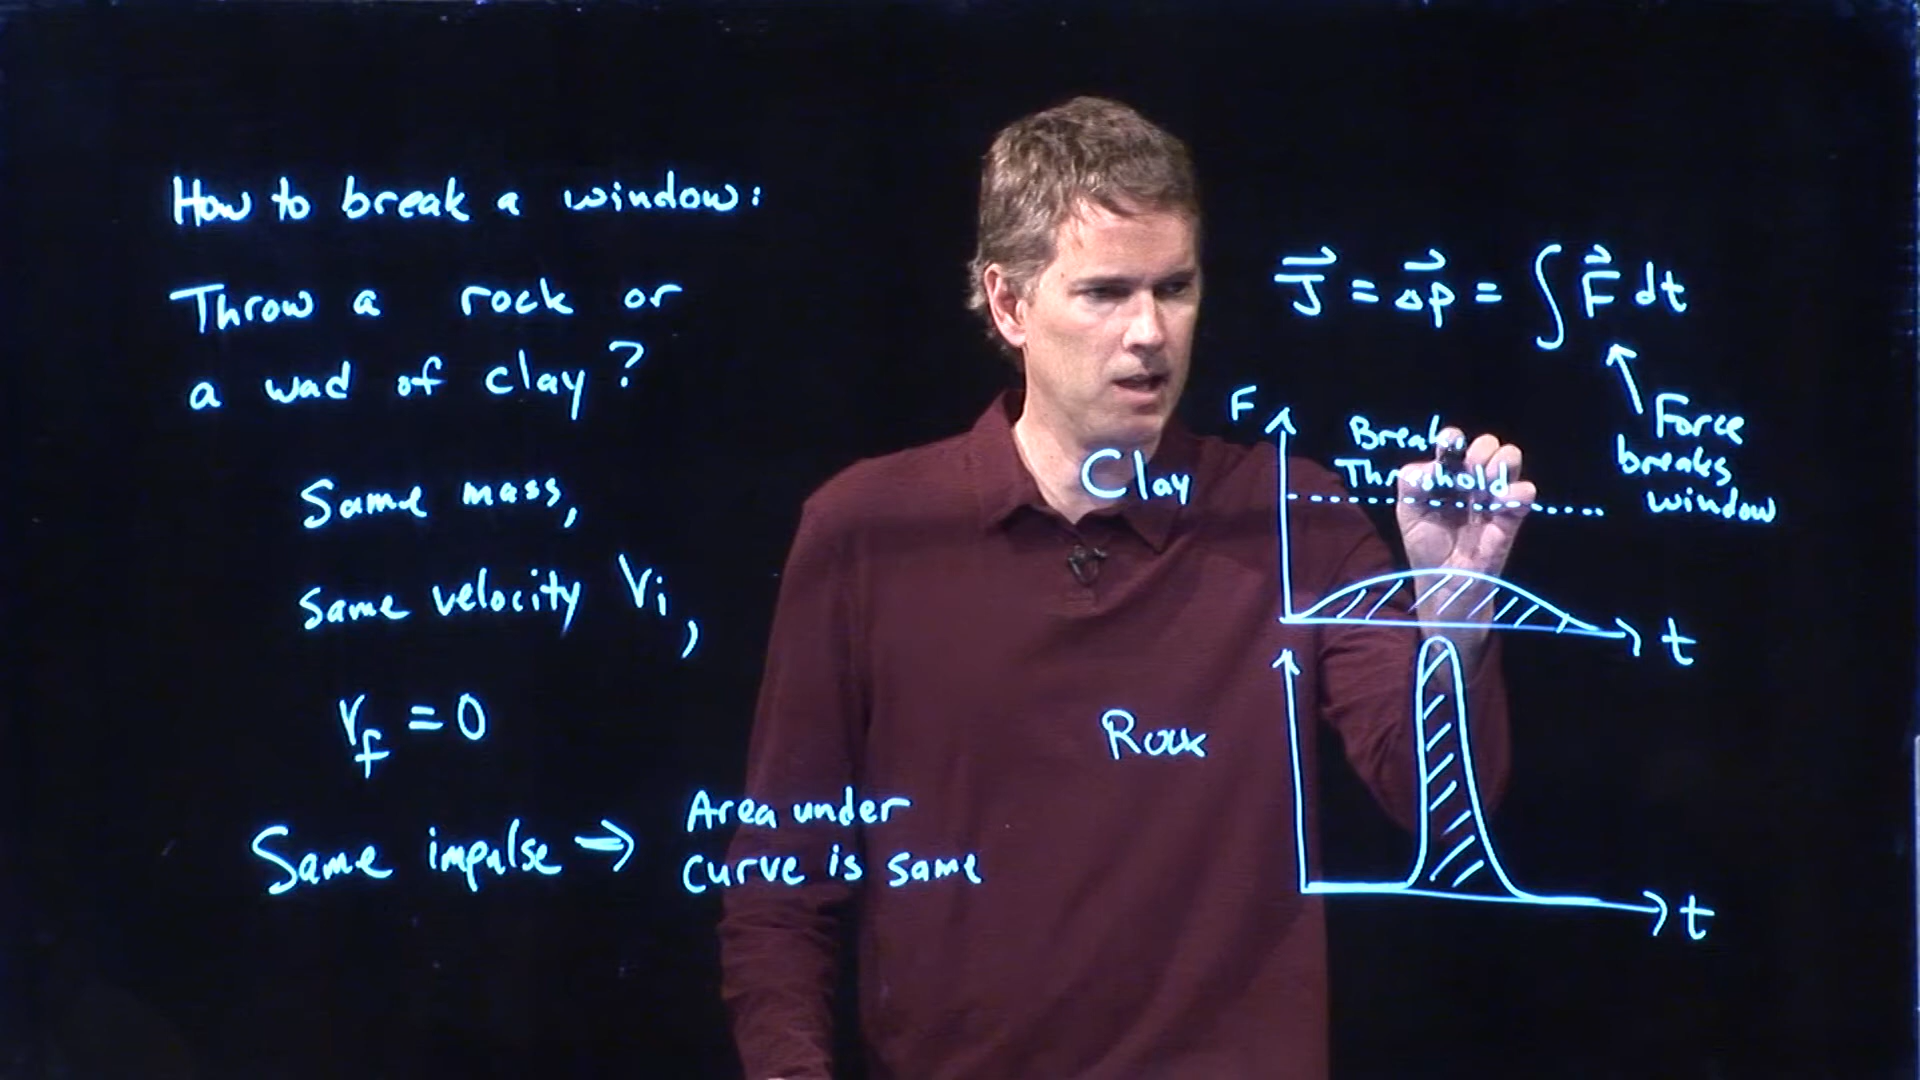 How to break a window:
Throw a rock or
a wad of clay?
Same mass,
Same velocity Vi,
Vf = 0
Same impulse → Area under
curve is same
J = Δp = ∫ F dt
Force
breaks
window
F
Break
Threshold
Clay
t
Rock
t